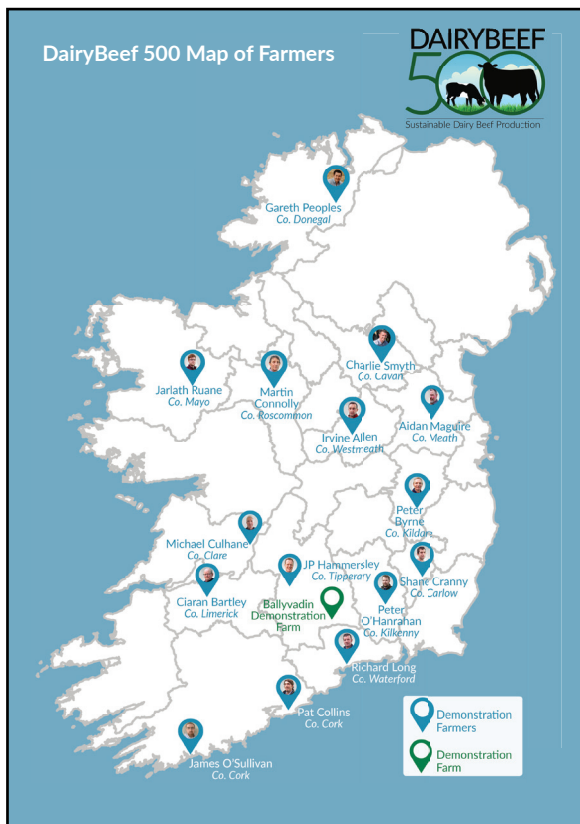 DairyBeef 500 Map of Farmers
DAIRYBEEF
500
Sustainable Dairy Beef Production
Gareth Peoples
Co. Donegal
Charlie Smyth
Co. Cavan
Jarlath Ruane
Co. Mayo
Martin
Connolly
Co. Roscommon
Aidan Maguire
Co. Meath
Irvine Allen
Co. Westmeath
Peter
Byrne
Co. Kildare
Michael Culhane
Co. Clare
JP Hammersley
Co. Tipperary
Shane Cranny
Co. Carlow
Ciaran Bartley
Co. Limerick
Ballyvadin
Demonstration
Farm
Peter
O'Hanrahan
Co. Kilkenny
Richard Long
Co. Waterford
Pat Collins
Co. Cork
James O'Sullivan
Co. Cork
Demonstration
Farmers
Demonstration
Farm